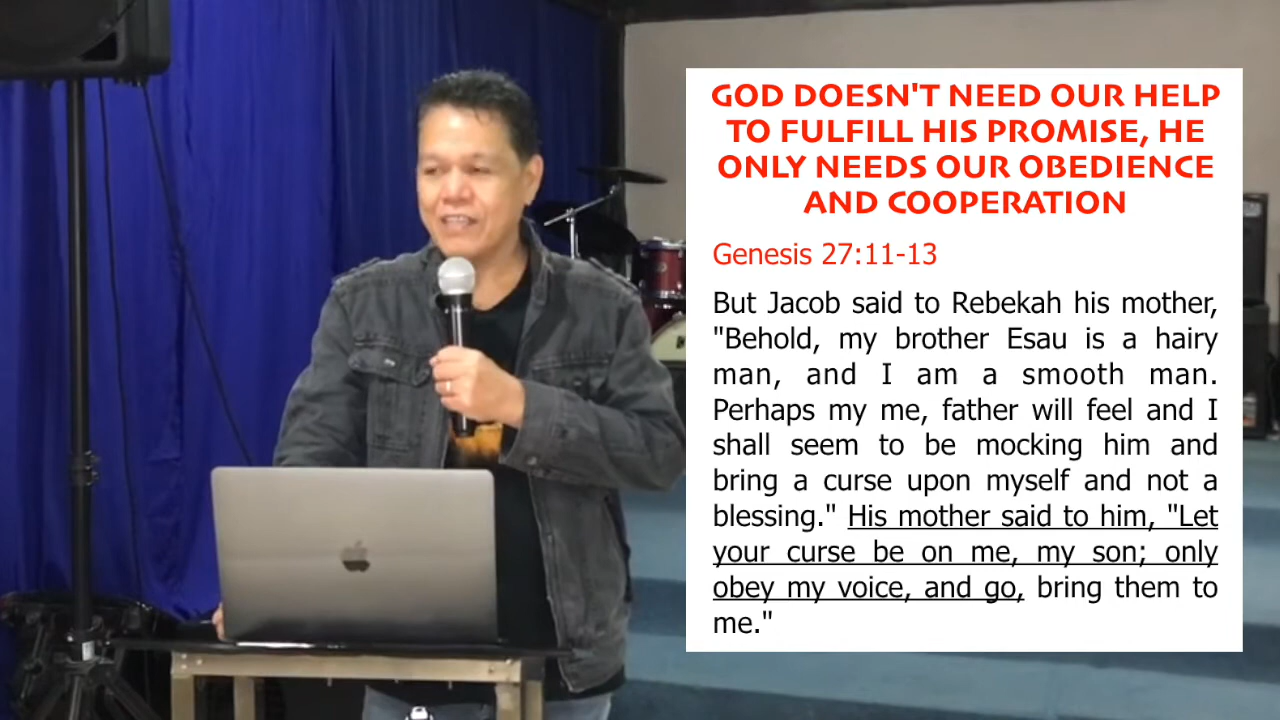 GOD DOESN'T NEED OUR HELP
TO FULFILL HIS PROMISE, HE
ONLY NEEDS OUR OBEDIENCE
AND COOPERATION
Genesis 27:11-13
But Jacob said to Rebekah his mother,
"Behold, my brother Esau is a hairy
man, and I am a smooth man.
Perhaps my me, father will feel and I
shall seem to be mocking him and
bring a curse upon myself and not a
blessing." His mother said to him, "Let
your curse be on me, my son; only
obey my voice, and go, bring them to
me."